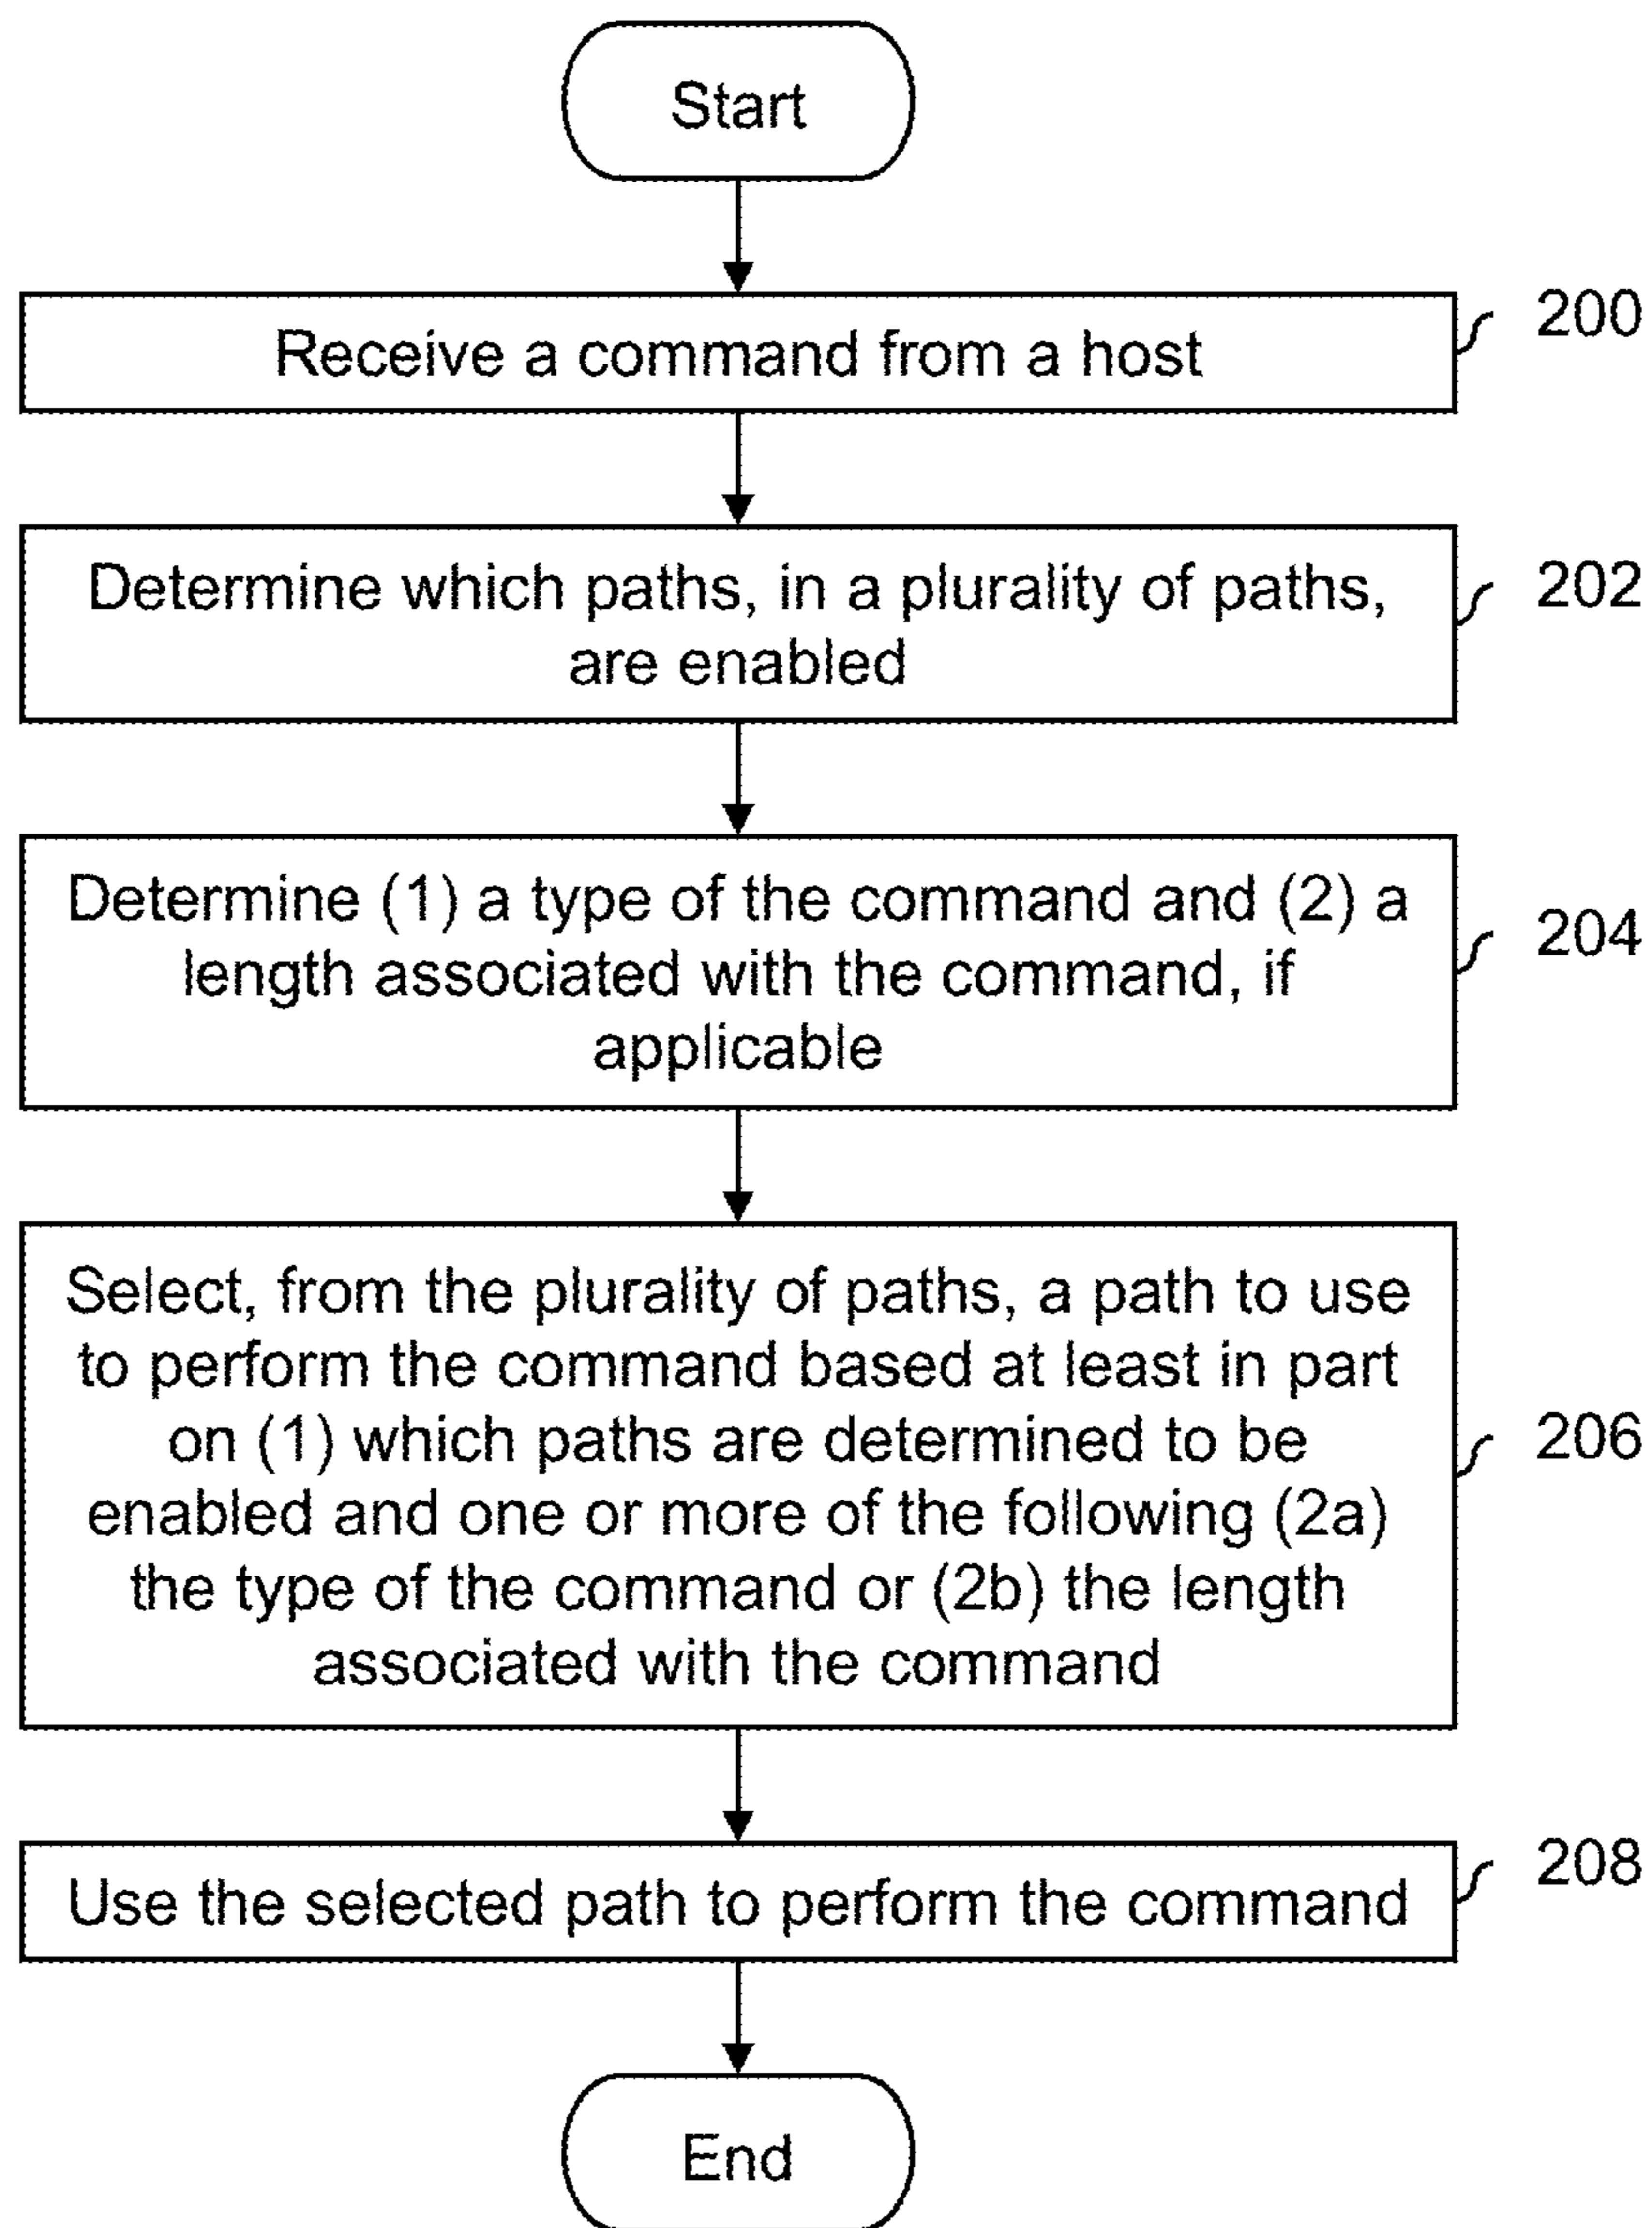 Start
Receive a command from a host
200
Determine which paths, in a plurality of paths,
are enabled
202
Determine (1) a type of the command and (2) a
length associated with the command, if
applicable
204
Select, from the plurality of paths, a path to use
to perform the command based at least in part
on (1) which paths are determined to be
enabled and one or more of the following (2a)
the type of the command or (2b) the length
associated with the command
206
Use the selected path to perform the command
208
End